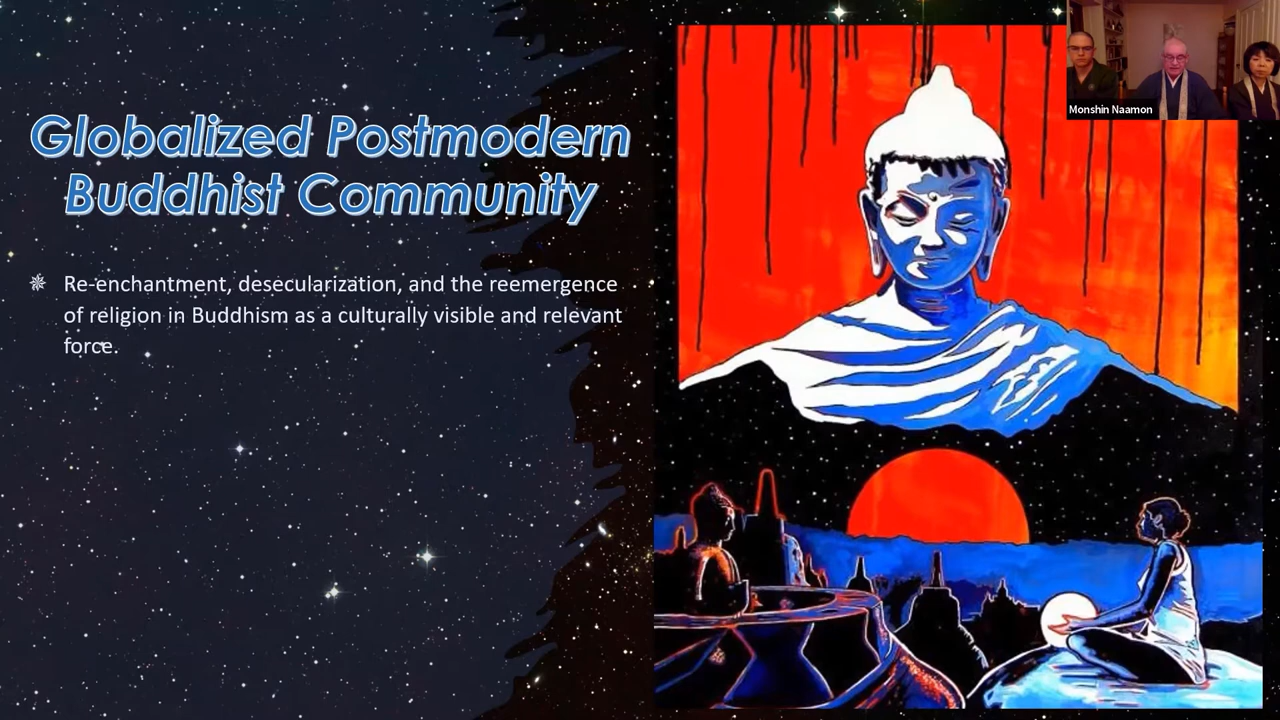 Globalized Postmodern
Buddhist Community
Re-enchantment, desecularization, and the reemergence
of religion in Buddhism as a culturally visible and relevant
force.
Monshin Naamon